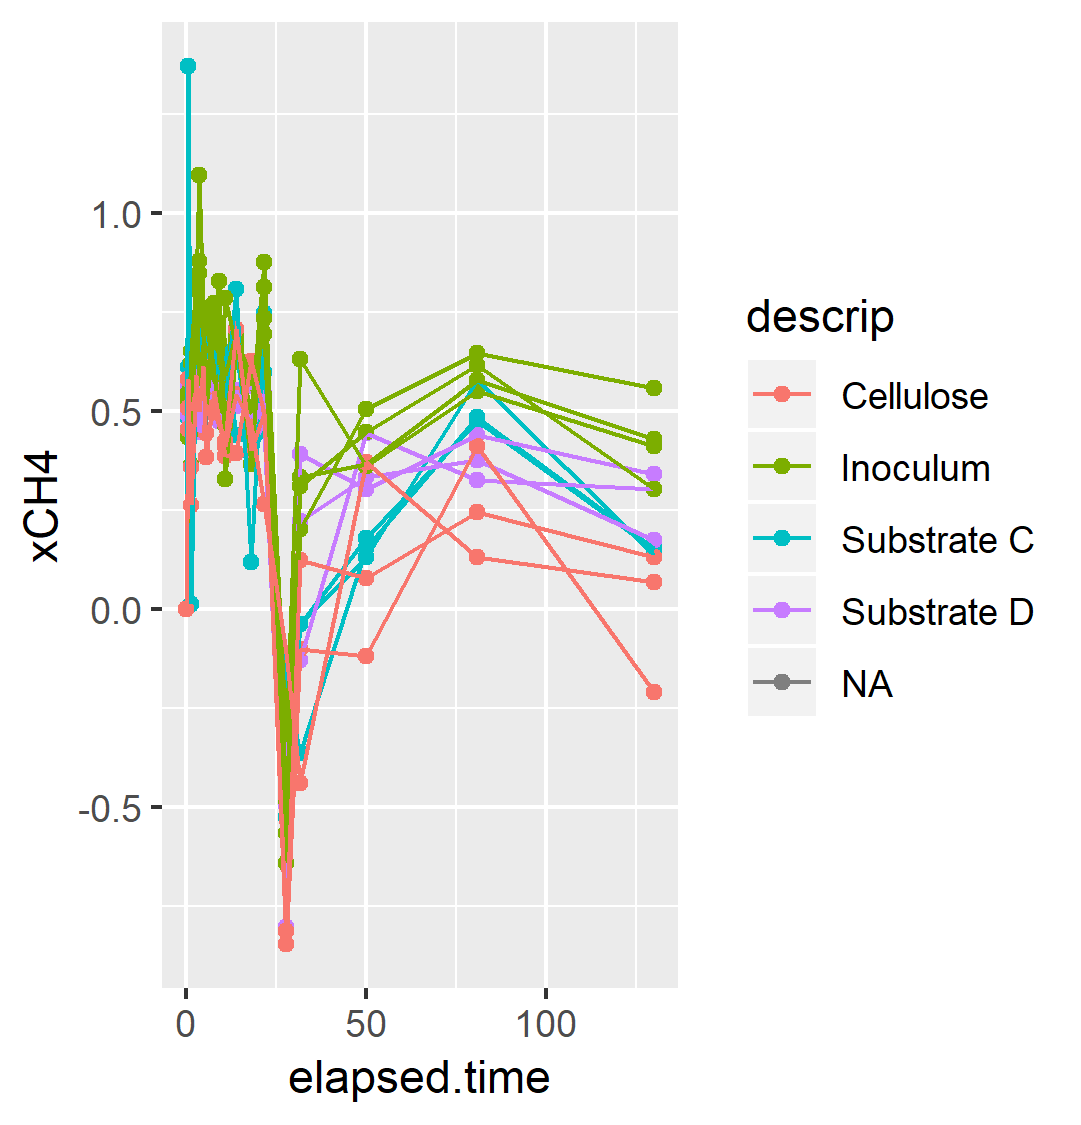 xCH4
1.0
0.5
0.0
-0.5
0
50
100
elapsed.time
descrip
Cellulose
Inoculum
Substrate C
Substrate D
NA